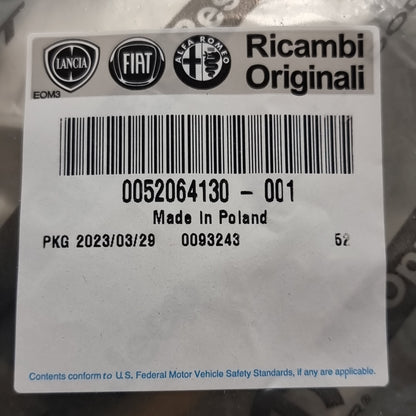 LANCIA
FIAT
ALFA ROMEO
Ricambi
Originali
EOM3
0052064130 - 001
Made in Poland
PKG 2023/03/29 0093243 52
Contents conform to U.S. Federal Motor Vehicle Safety Standards, if any are applicable.